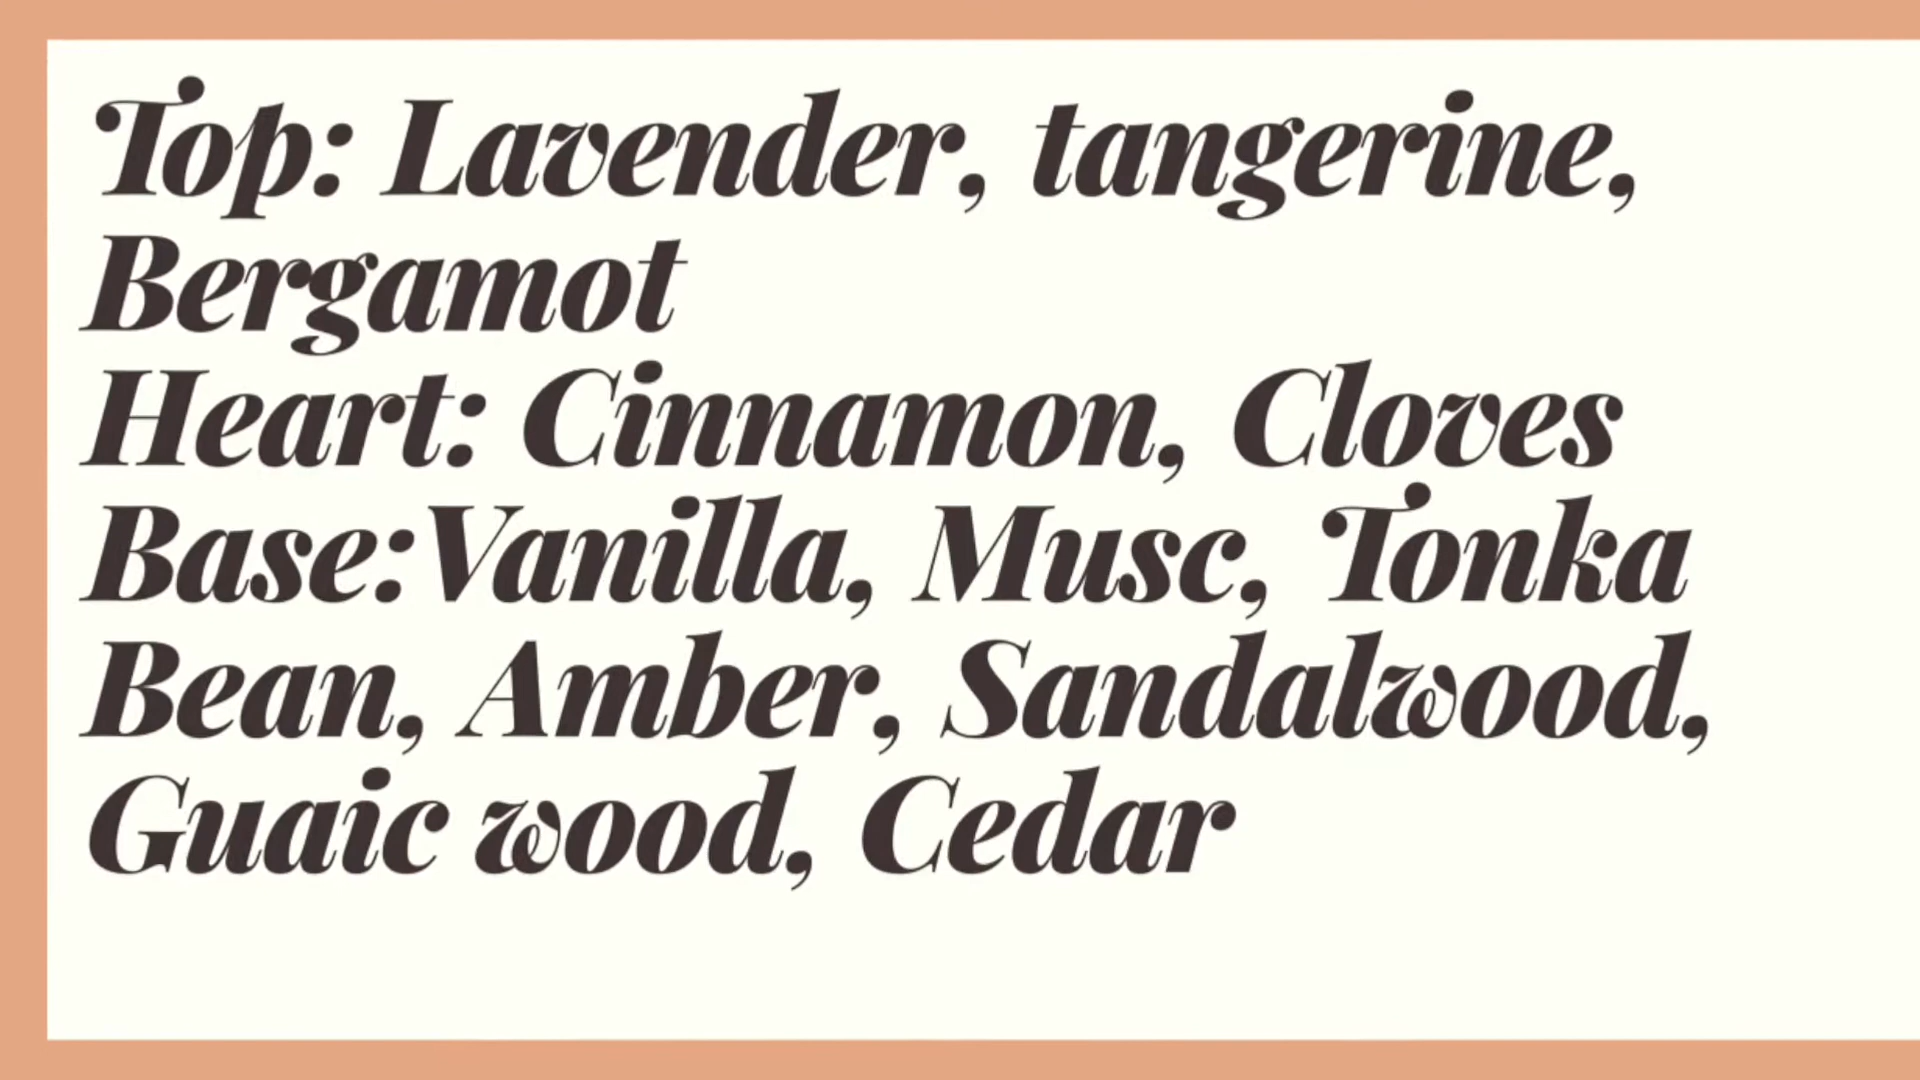 Top: Lavender, tangerine,
Bergamot
Heart: Cinnamon, Cloves
Base:Vanilla, Musc, Tonka
Bean, Amber, Sandalwood,
Guaic wood, Cedar